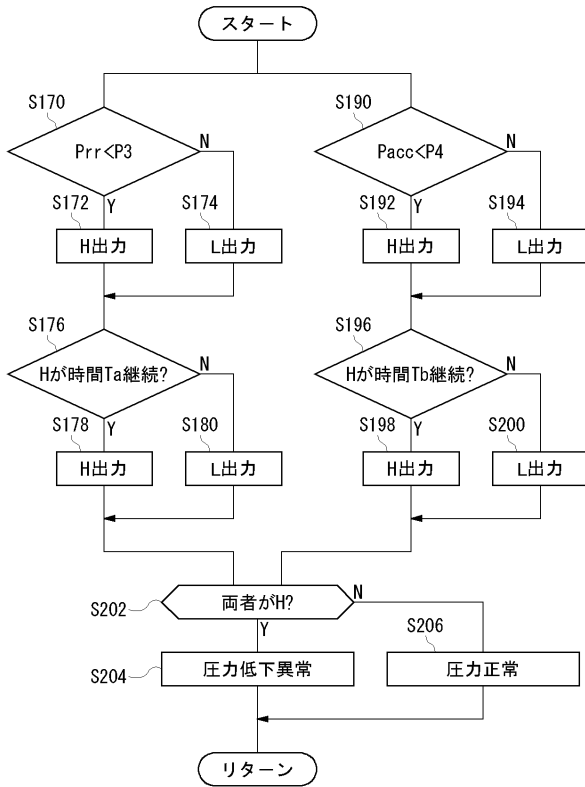 スタート
S170
Prr<P3
N
Y
S172
H出力
S174
L出力
S190
Pacc<P4
N
Y
S192
H出力
S194
L出力
S176
Hが時間Ta継続?
N
Y
S178
H出力
S180
L出力
S196
Hが時間Tb継続?
N
Y
S198
H出力
S200
L出力
S202
両者がH?
N
Y
S204
圧力低下異常
S206
圧力正常
リターン